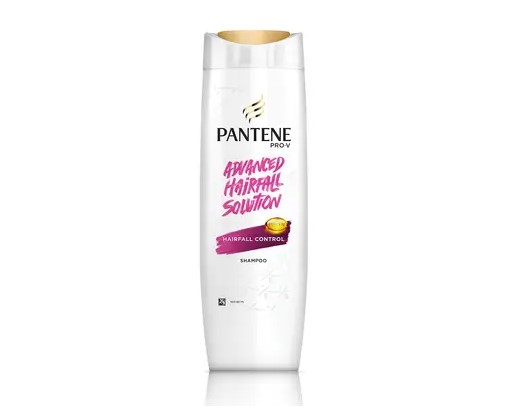 PANTENE
PRO-V
ADVANCED
HAIRFALL
SOLUTION
HAIRFALL CONTROL
SHAMPOO